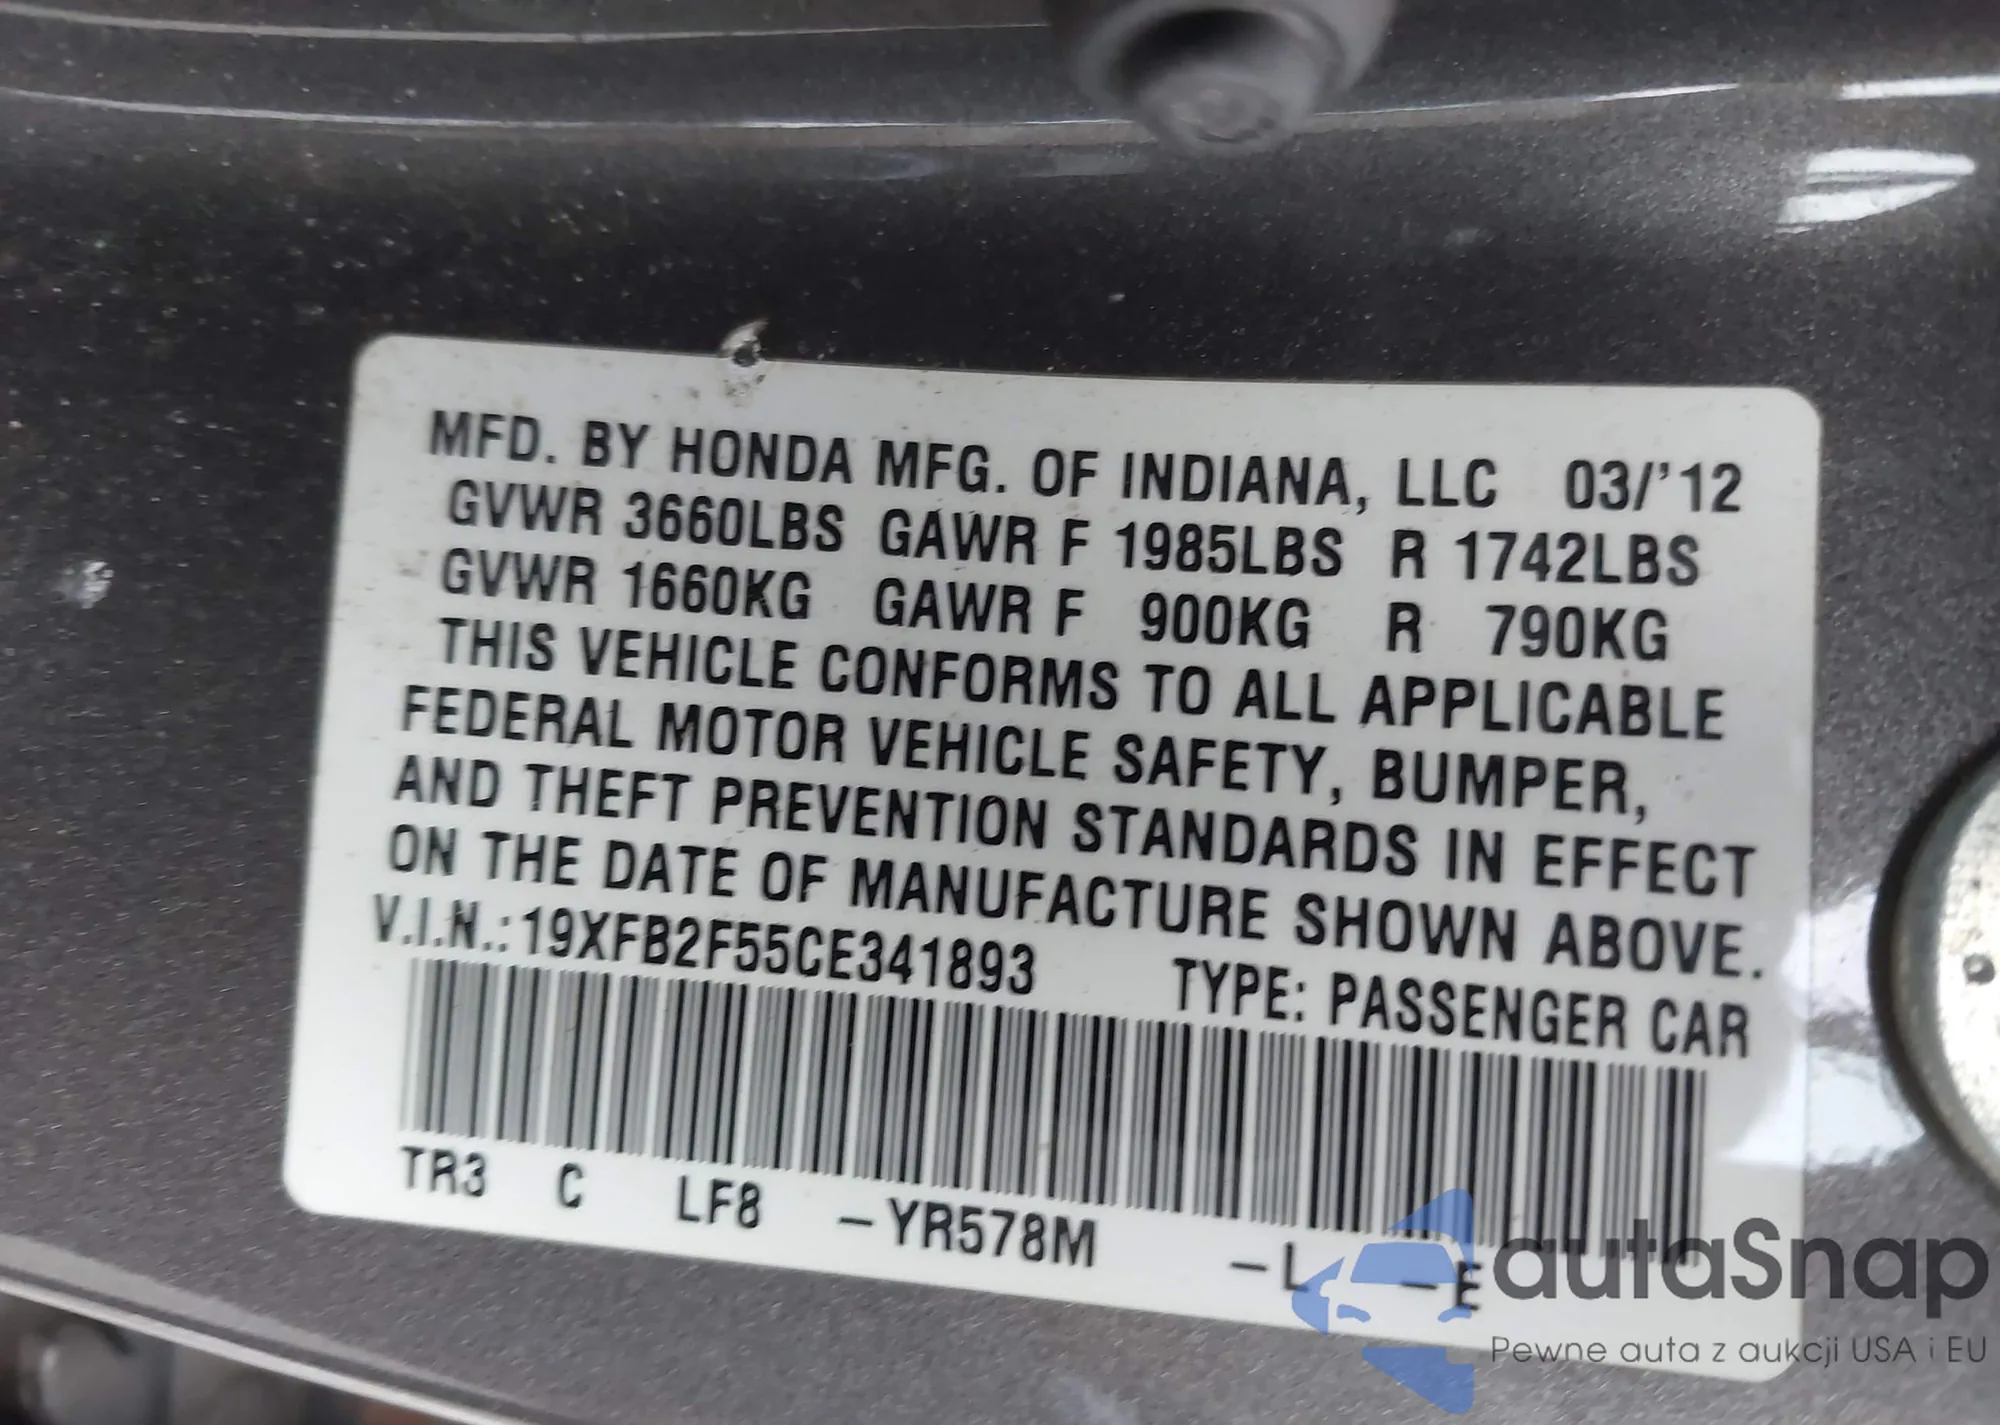 MFD. BY HONDA MFG. OF INDIANA, LLC 03/'12
GVWR 3660LBS GAWR F 1985LBS R 1742LBS
GVWR 1660KG GAWR F 900KG R 790KG
THIS VEHICLE CONFORMS TO ALL APPLICABLE
FEDERAL MOTOR VEHICLE SAFETY, BUMPER,
AND THEFT PREVENTION STANDARDS IN EFFECT
ON THE DATE OF MANUFACTURE SHOWN ABOVE.
V.I.N.: 19XFB2F55CE341893 TYPE: PASSENGER CAR
TR3 C LF8 -YR578M -L -E
autaSnap
Pewne auta z aukcji USA i EU